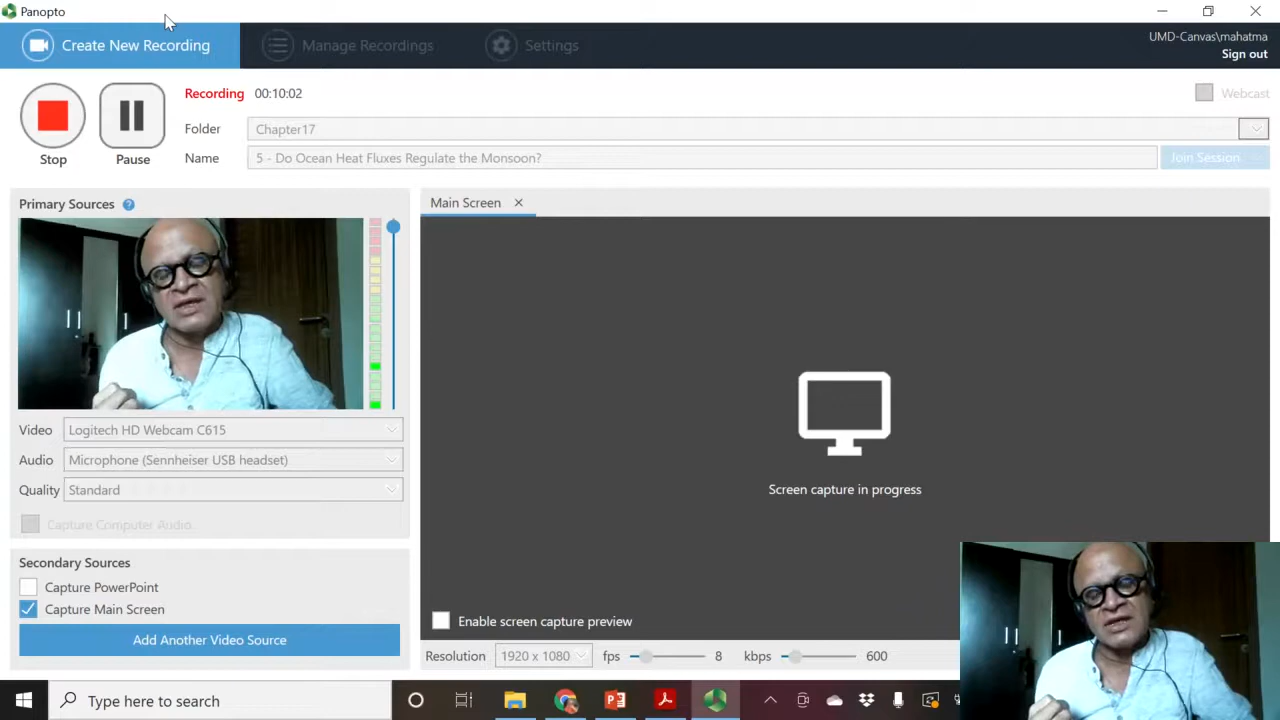 Panopto
Create New Recording
Manage Recordings
Settings
UMD-Canvas\mahatma
Sign out
Stop
Pause
Recording 00:10:02
Webcast
Folder Chapter17
Name 5 - Do Ocean Heat Fluxes Regulate the Monsoon?
Join Session
Primary Sources ?
Video Logitech HD Webcam C615
Audio Microphone (Sennheiser USB headset)
Quality Standard
Capture Computer Audio
Secondary Sources
Capture PowerPoint
Capture Main Screen
Add Another Video Source
Main Screen
Screen capture in progress
Enable screen capture preview
Resolution 1920 x 1080 fps 8 kbps 600
Type here to search